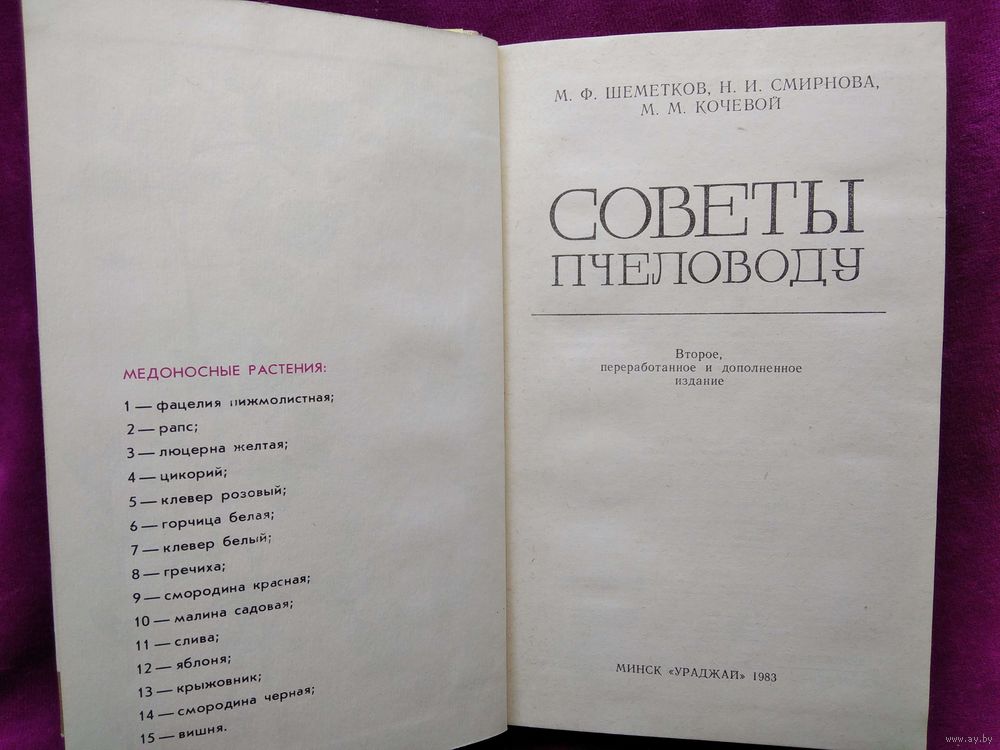 МЕДОНОСНЫЕ РАСТЕНИЯ:
1 — фацелия пижмолистная;
2 — рапс;
3 — люцерна желтая;
4 — цикорий;
5 — клевер розовый;
6 — горчица белая;
7 — клевер белый;
8 — гречиха;
9 — смородина красная;
10 — малина садовая;
11 — слива;
12 — яблоня;
13 — крыжовник;
14 — смородина черная;
15 — вишня.
М. Ф. ШЕМЕТКОВ, Н. И. СМИРНОВА,
М. М. КОЧЕВОЙ
СОВЕТЫ
ПЧЕЛОВОДУ
Второе,
переработанное и дополненное
издание
МИНСК «УРАДЖАЙ» 1983
www.ay.by